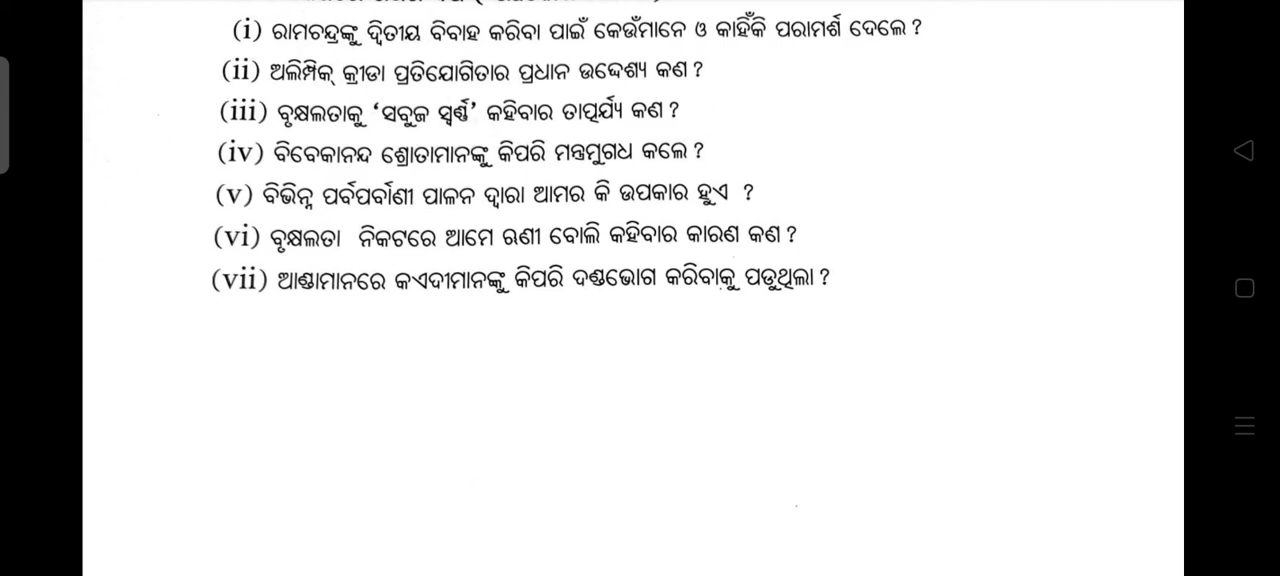 (i) ରାମଚନ୍ଦ୍ରଙ୍କୁ ଦ୍ୱିତୀୟ ବିବାହ କରିବା ପାଇଁ କେଉଁମାନେ ଓ କାହିଁକି ପରାମର୍ଶ ଦେଲେ ?
(ii) ଅଲିମ୍ପିକ୍ କ୍ରୀଡା ପ୍ରତିଯୋଗିତାର ପ୍ରଧାନ ଉଦ୍ଦେଶ୍ୟ କଣ ?
(iii) ବୃକ୍ଷଲତାକୁ ‘ସବୁଜ ସ୍ୱର୍ଣ୍ଣ’ କହିବାର ତାତ୍ପର୍ଯ୍ୟ କଣ ?
(iv) ବିବେକାନନ୍ଦ ଶ୍ରୋତାମାନଙ୍କୁ କିପରି ମନ୍ତ୍ରମୁଗଧ କଲେ ?
(v) ବିଭିନ୍ନ ପର୍ବପର୍ବାଣୀ ପାଳନ ଦ୍ୱାରା ଆମର କି ଉପକାର ହୁଏ ?
(vi) ବୃକ୍ଷଲତା ନିକଟରେ ଆମେ ଋଣୀ ବୋଲି କହିବାର କାରଣ କଣ ?
(vii) ଆଣ୍ଡାମାନରେ କଏଦୀମାନଙ୍କୁ କିପରି ଦଣ୍ଡଭୋଗ କରିବାକୁ ପଡୁଥିଲା ?